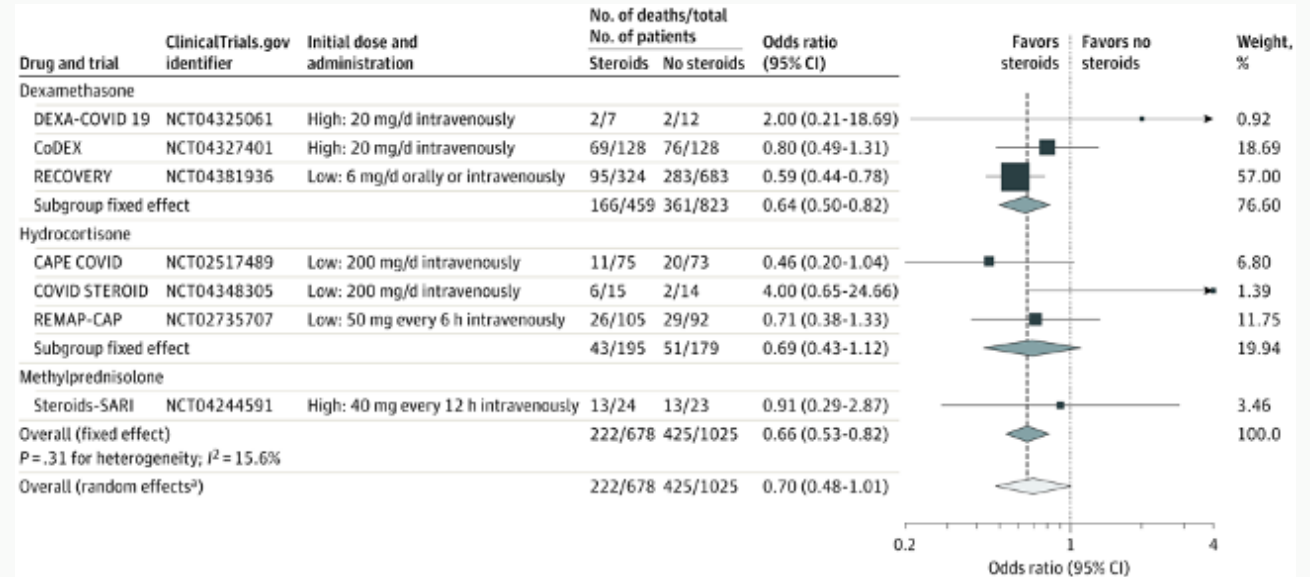 No. of deaths/total
No. of patients
Drug and trial ClinicalTrials.gov identifier Initial dose and administration Steroids No steroids Odds ratio (95% CI) Favors steroids Favors no steroids Weight, %
Dexamethasone
DEXA-COVID 19 NCT04325061 High: 20 mg/d intravenously 2/7 2/12 2.00 (0.21-18.69) 0.92
CoDEX NCT04327401 High: 20 mg/d intravenously 69/128 76/128 0.80 (0.49-1.31) 18.69
RECOVERY NCT04381936 Low: 6 mg/d orally or intravenously 95/324 283/683 0.59 (0.44-0.78) 57.00
Subgroup fixed effect 166/459 361/823 0.64 (0.50-0.82) 76.60
Hydrocortisone
CAPE COVID NCT02517489 Low: 200 mg/d intravenously 11/75 20/73 0.46 (0.20-1.04) 6.80
COVID STEROID NCT04348305 Low: 200 mg/d intravenously 6/15 2/14 4.00 (0.65-24.66) 1.39
REMAP-CAP NCT02735707 Low: 50 mg every 6 h intravenously 26/105 29/92 0.71 (0.38-1.33) 11.75
Subgroup fixed effect 43/195 51/179 0.69 (0.43-1.12) 19.94
Methylprednisolone
Steroids-SARI NCT04244591 High: 40 mg every 12 h intravenously 13/24 13/23 0.91 (0.29-2.87) 3.46
Overall (fixed effect) 222/678 425/1025 0.66 (0.53-0.82) 100.0
P = .31 for heterogeneity; I² = 15.6%
Overall (random effectsᵃ) 222/678 425/1025 0.70 (0.48-1.01)
0.2 1 4
Odds ratio (95% CI)